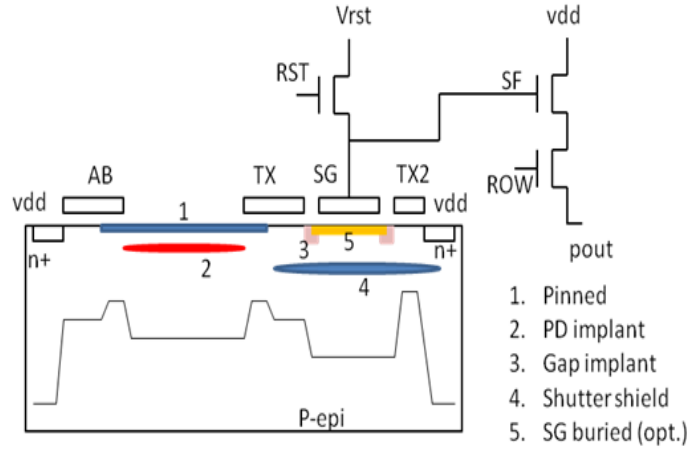 Vrst
vdd
RST
SF
AB
TX
SG
TX2
ROW
vdd
vdd
1
pout
n+
2
3
5
n+
4
1. Pinned
2. PD implant
3. Gap implant
4. Shutter shield
5. SG buried (opt.)
P-epi